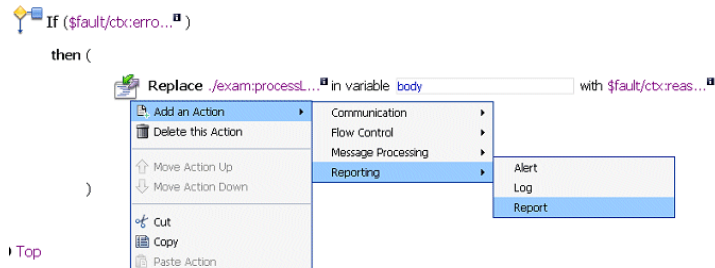 If ($fault/ctx:erro... )
then (
Replace ./exam:processL... in variable body with $fault/ctx:reas...
Add an Action
Delete this Action
Move Action Up
Move Action Down
Cut
Copy
Paste Action
Communication
Flow Control
Message Processing
Reporting
Alert
Log
Report
)
Top